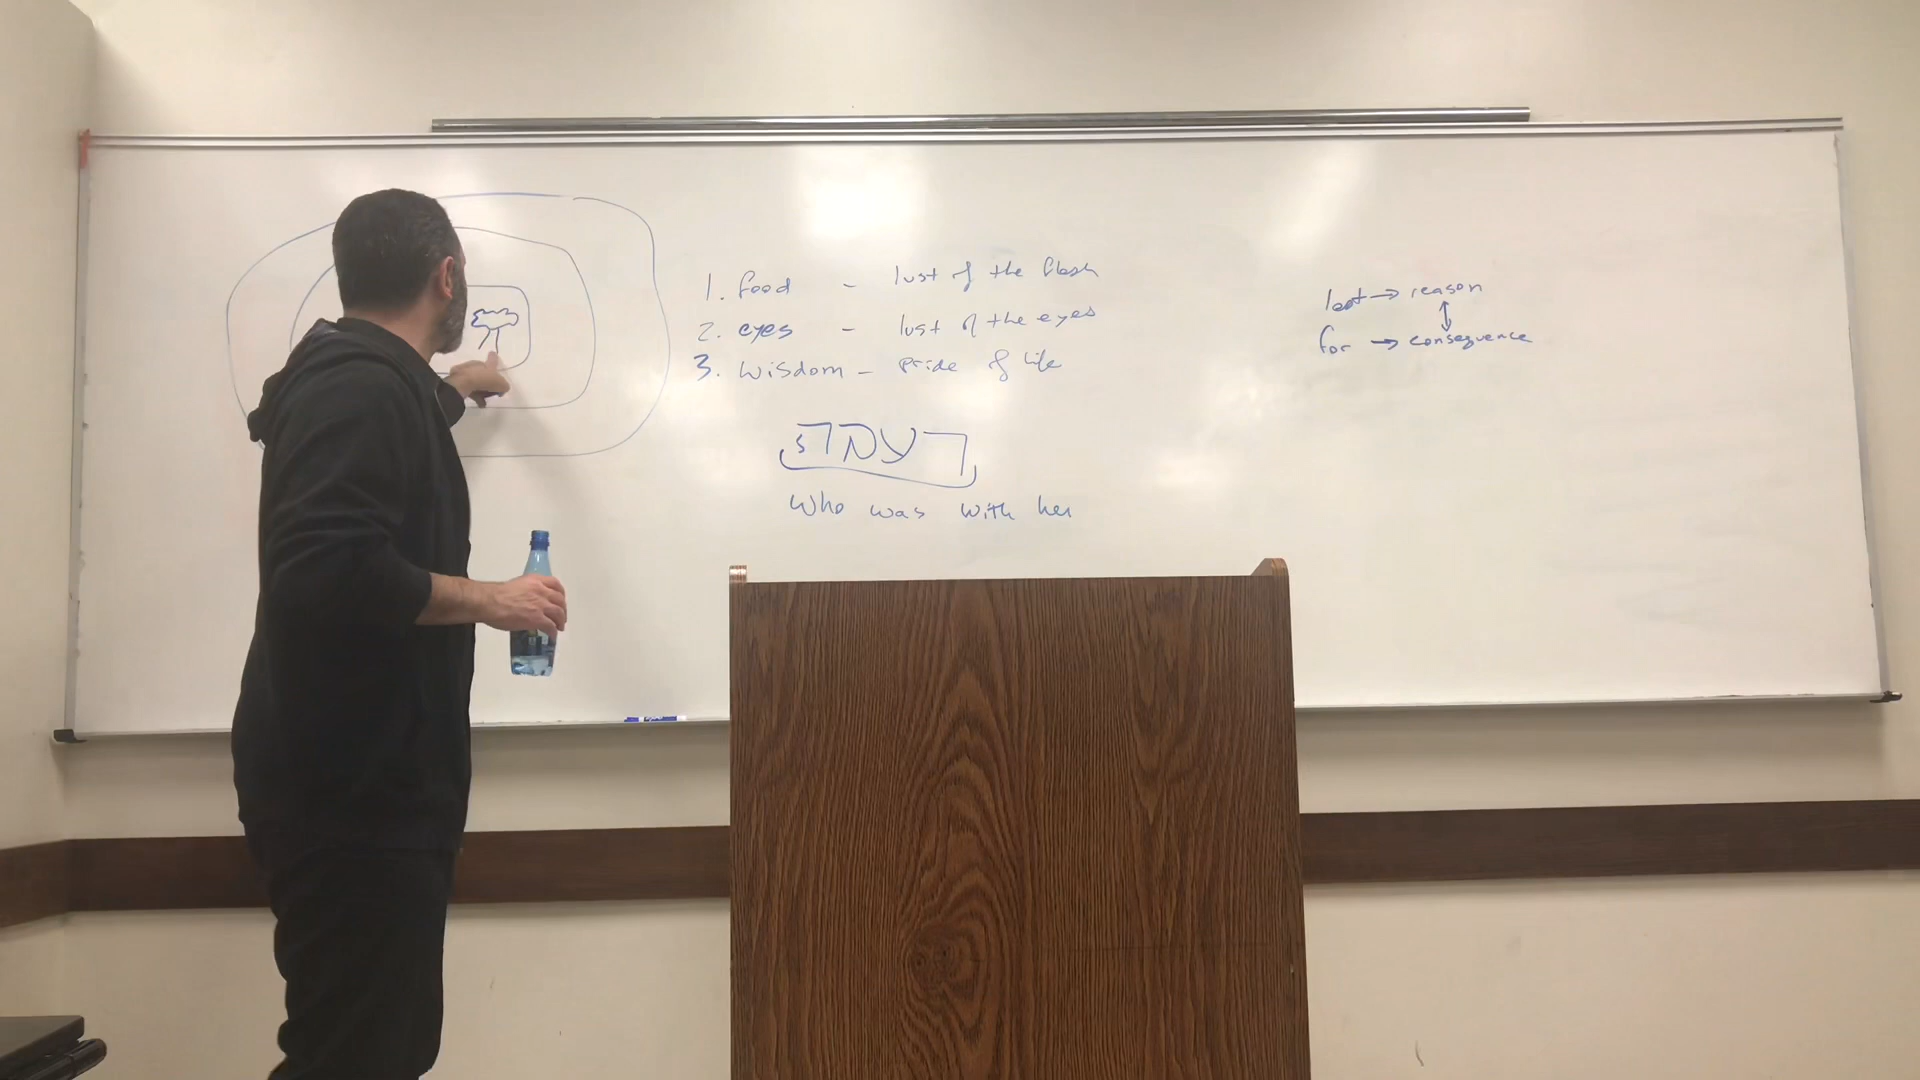 1. food - lust of the flesh
2. eyes - lust of the eyes
3. wisdom - Pride of life
who was with her
lest → reason
↕
for → consequence